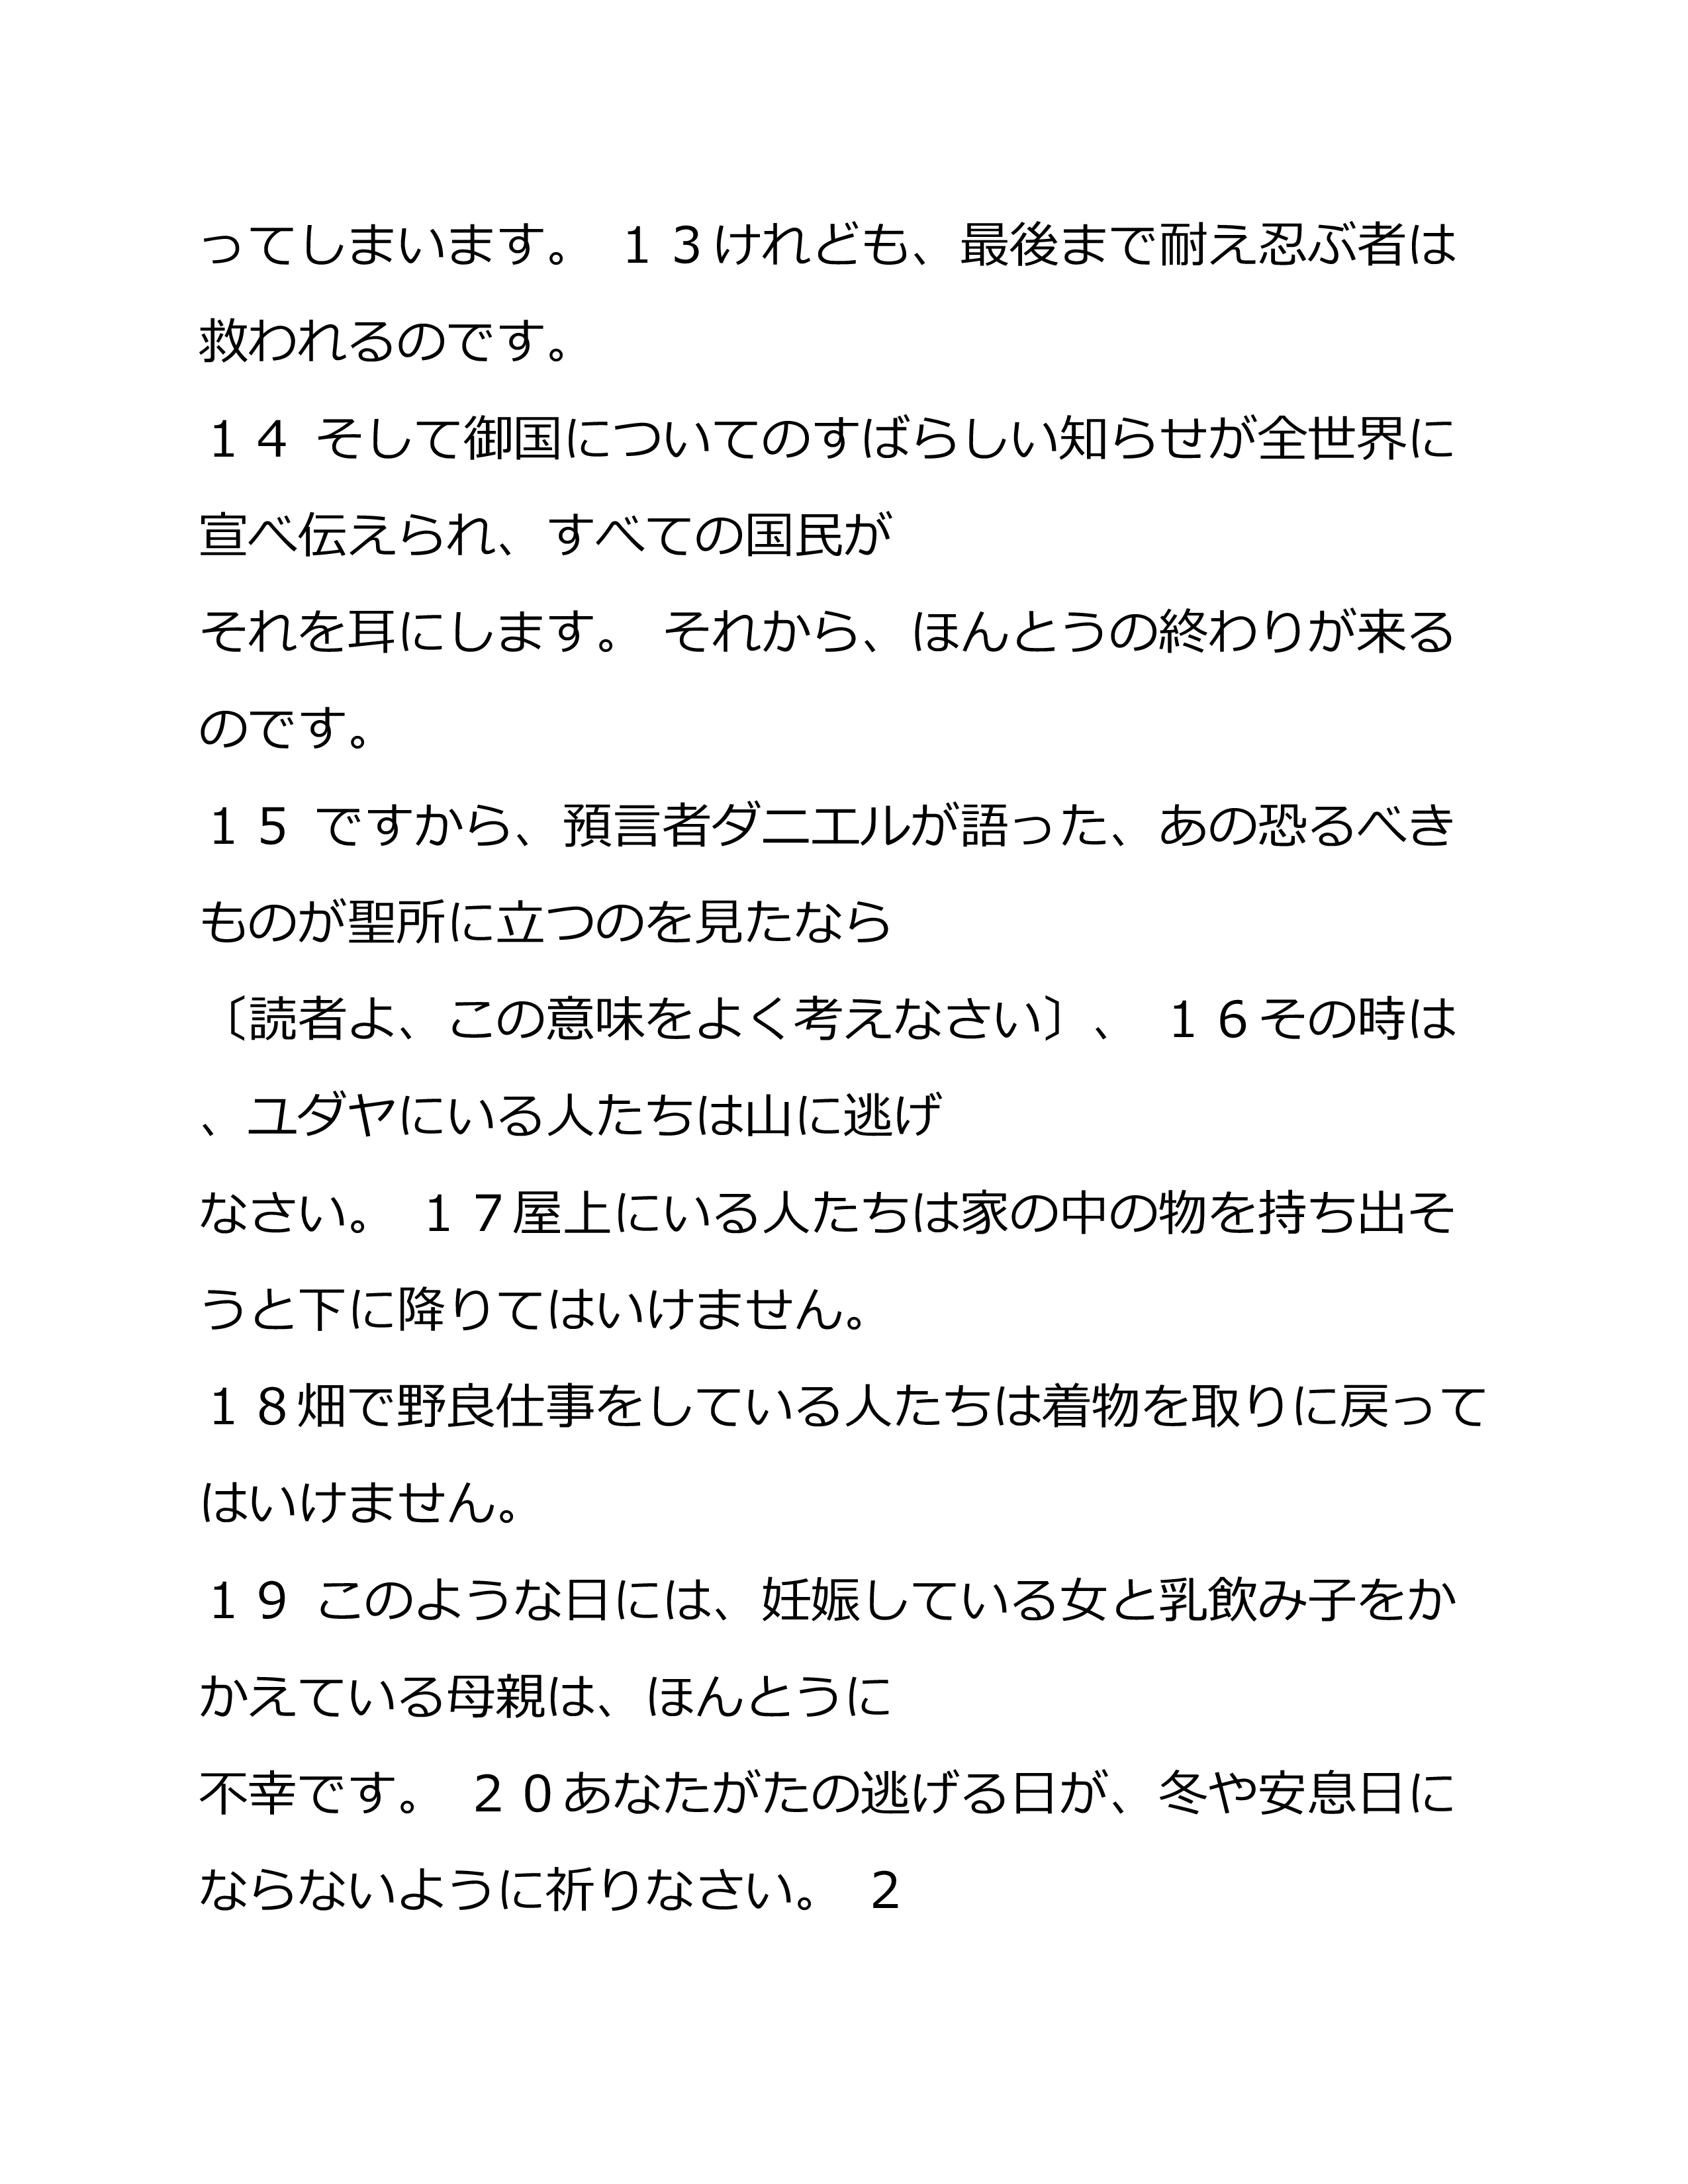 ってしまいます。 １３けれども、最後まで耐え忍ぶ者は
救われるのです。
１４ そして御国についてのすばらしい知らせが全世界に
宣べ伝えられ、すべての国民が
それを耳にします。 それから、ほんとうの終わりが来る
のです。
１５ ですから、預言者ダニエルが語った、あの恐るべき
ものが聖所に立つのを見たなら
〔読者よ、この意味をよく考えなさい〕、 １６その時は
、ユダヤにいる人たちは山に逃げ
なさい。 １７屋上にいる人たちは家の中の物を持ち出そ
うと下に降りてはいけません。
１８畑で野良仕事をしている人たちは着物を取りに戻って
はいけません。
１９ このような日には、妊娠している女と乳飲み子をか
かえている母親は、ほんとうに
不幸です。 ２０あなたがたの逃げる日が、冬や安息日に
ならないように祈りなさい。 ２